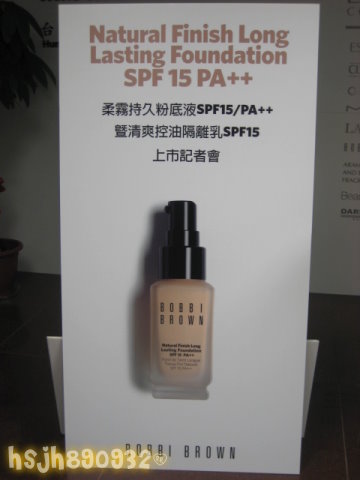 Natural Finish Long
Lasting Foundation
SPF 15 PA++
柔霧持久粉底液SPF15/PA++
暨清爽控油隔離乳SPF15
上市記者會
BOBBI
BROWN
Natural Finish Long
Lasting Foundation
SPF 15 PA++
BOBBI BROWN
hsjh890932
台